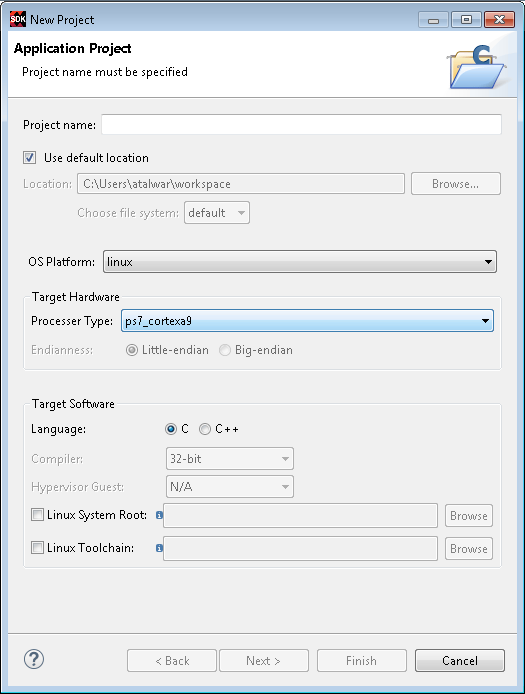 SDK New Project
Application Project
Project name must be specified
C
Project name:
Use default location
Location: C:\Users\atalwar\workspace Browse...
Choose file system: default
OS Platform: linux
Target Hardware
Processer Type: ps7_cortexa9
Endianness: Little-endian Big-endian
Target Software
Language: C C++
Compiler: 32-bit
Hypervisor Guest: N/A
Linux System Root: i Browse
Linux Toolchain: i Browse
? < Back Next > Finish Cancel